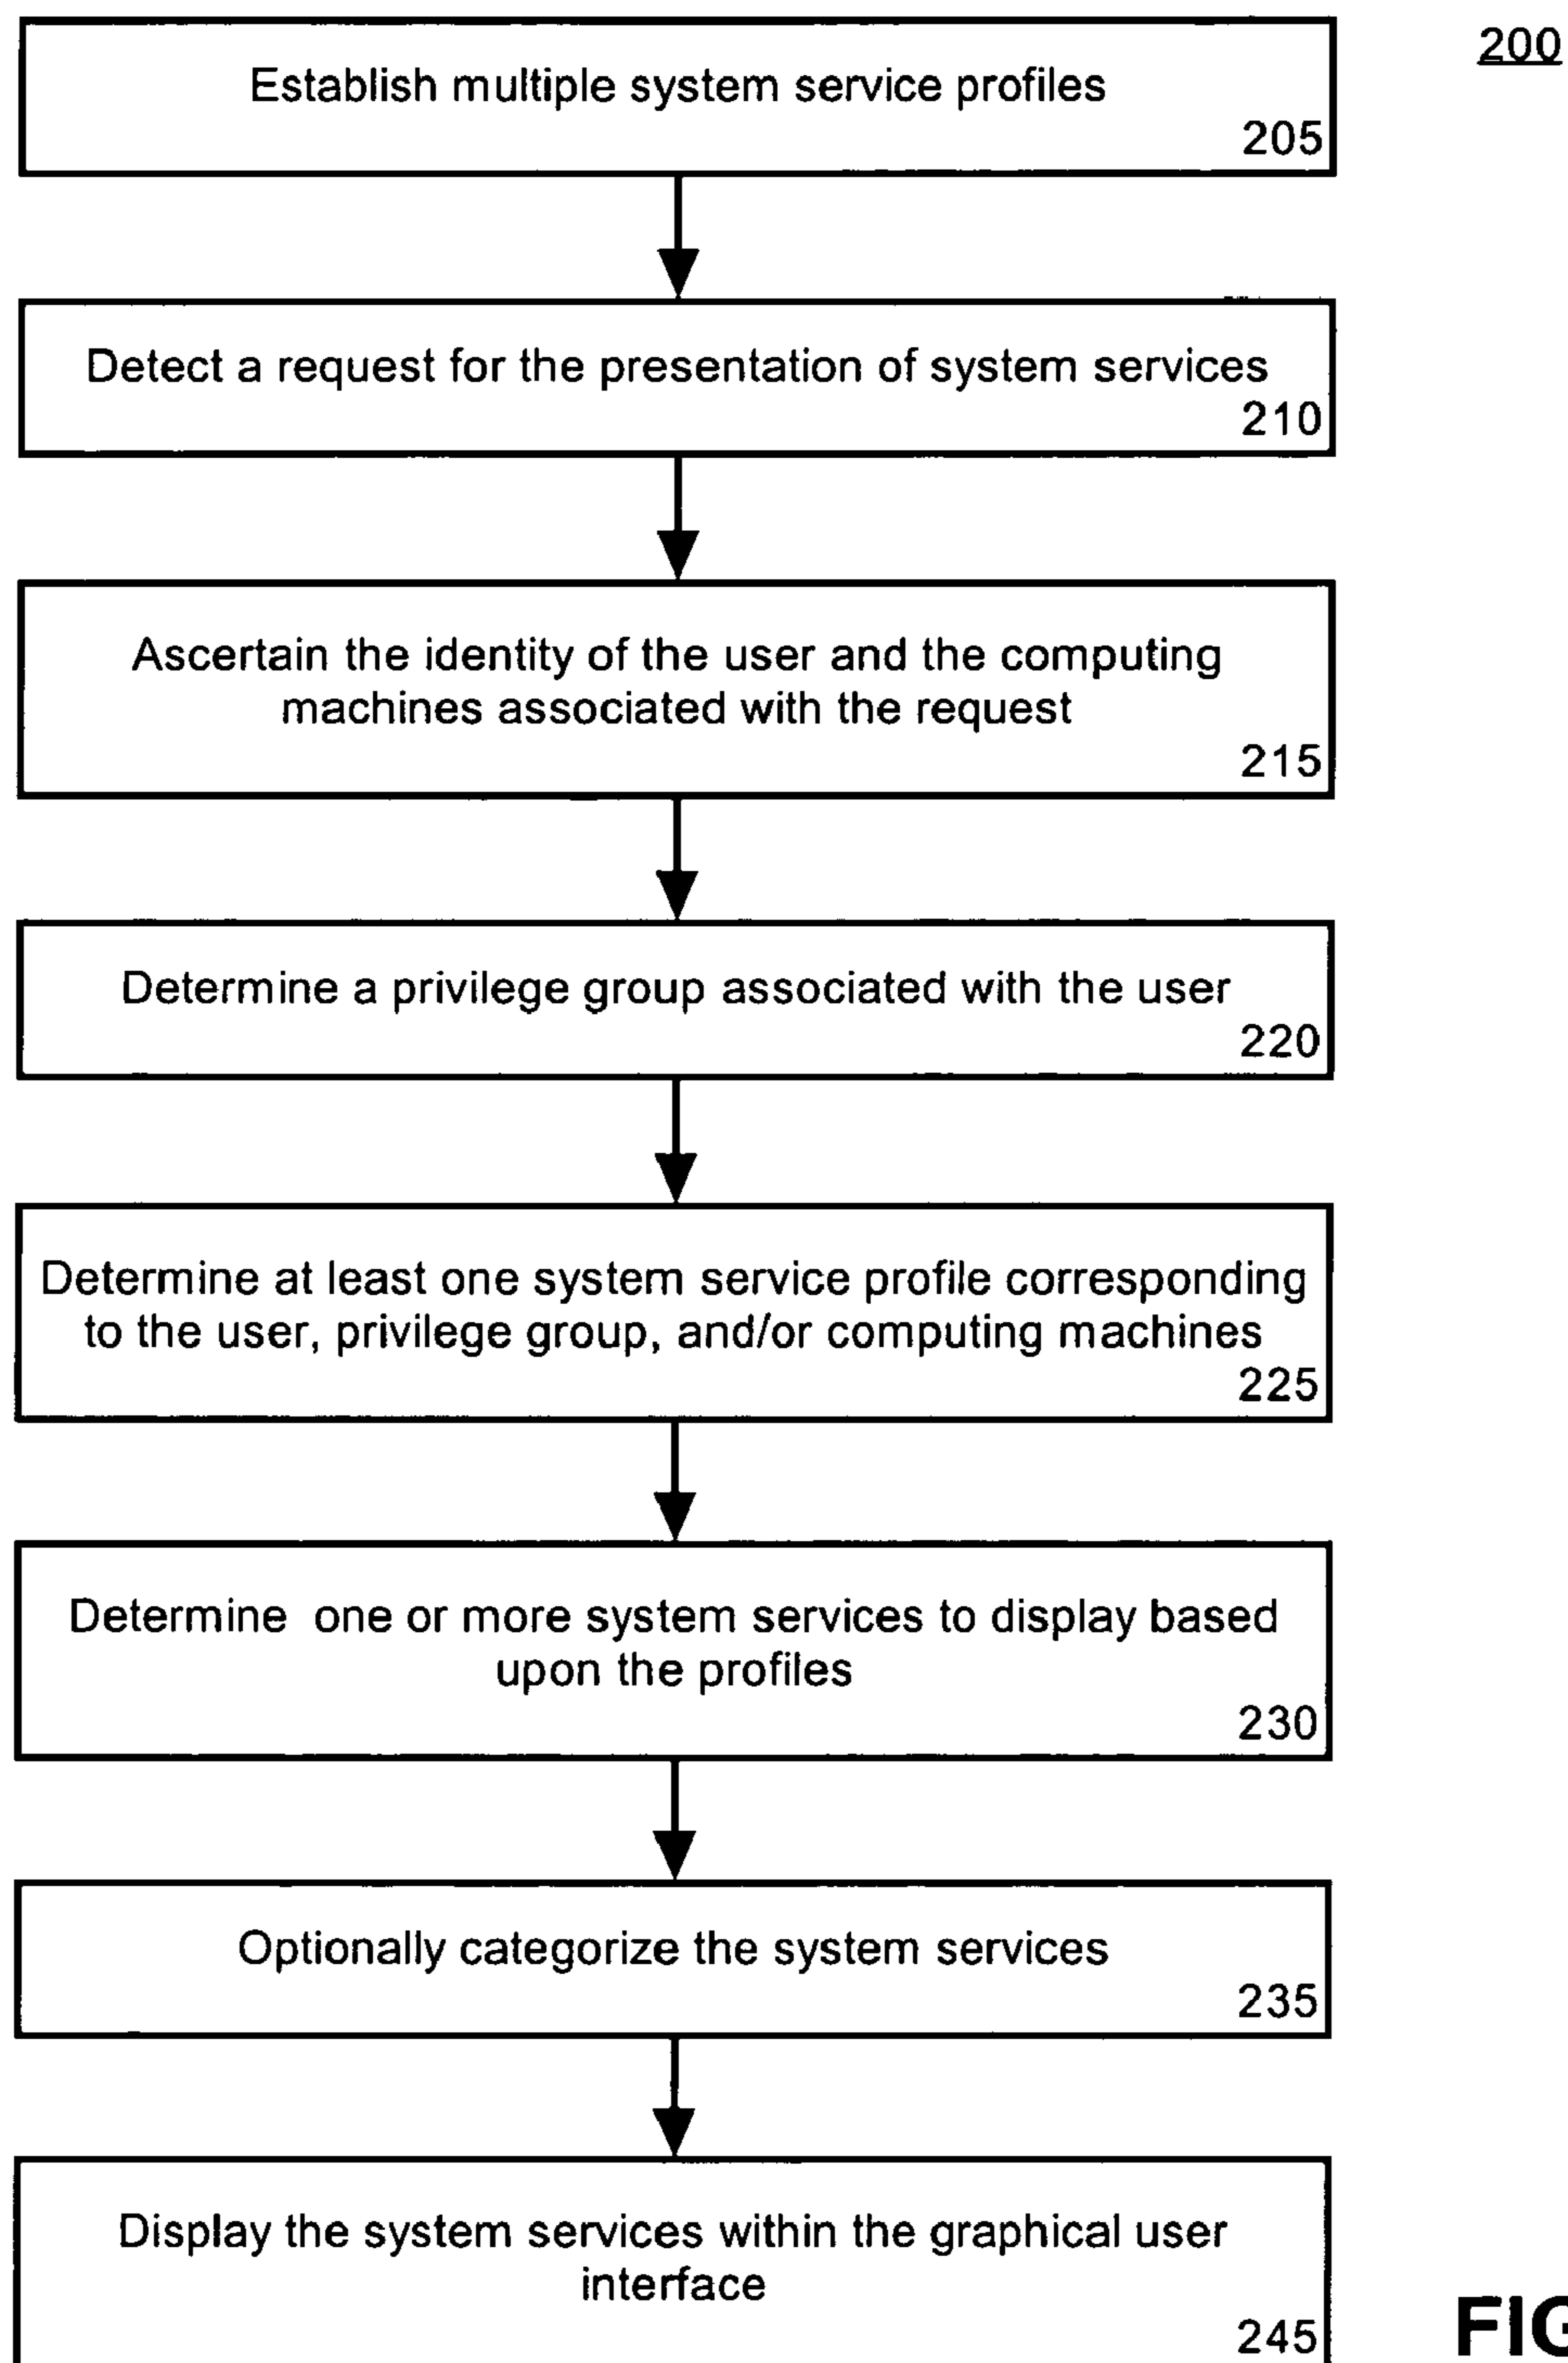 200
Establish multiple system service profiles
205
Detect a request for the presentation of system services
210
Ascertain the identity of the user and the computing
machines associated with the request
215
Determine a privilege group associated with the user
220
Determine at least one system service profile corresponding
to the user, privilege group, and/or computing machines
225
Determine  one or more system services to display based
upon the profiles
230
Optionally categorize the system services
235
Display the system services within the graphical user
interface
245